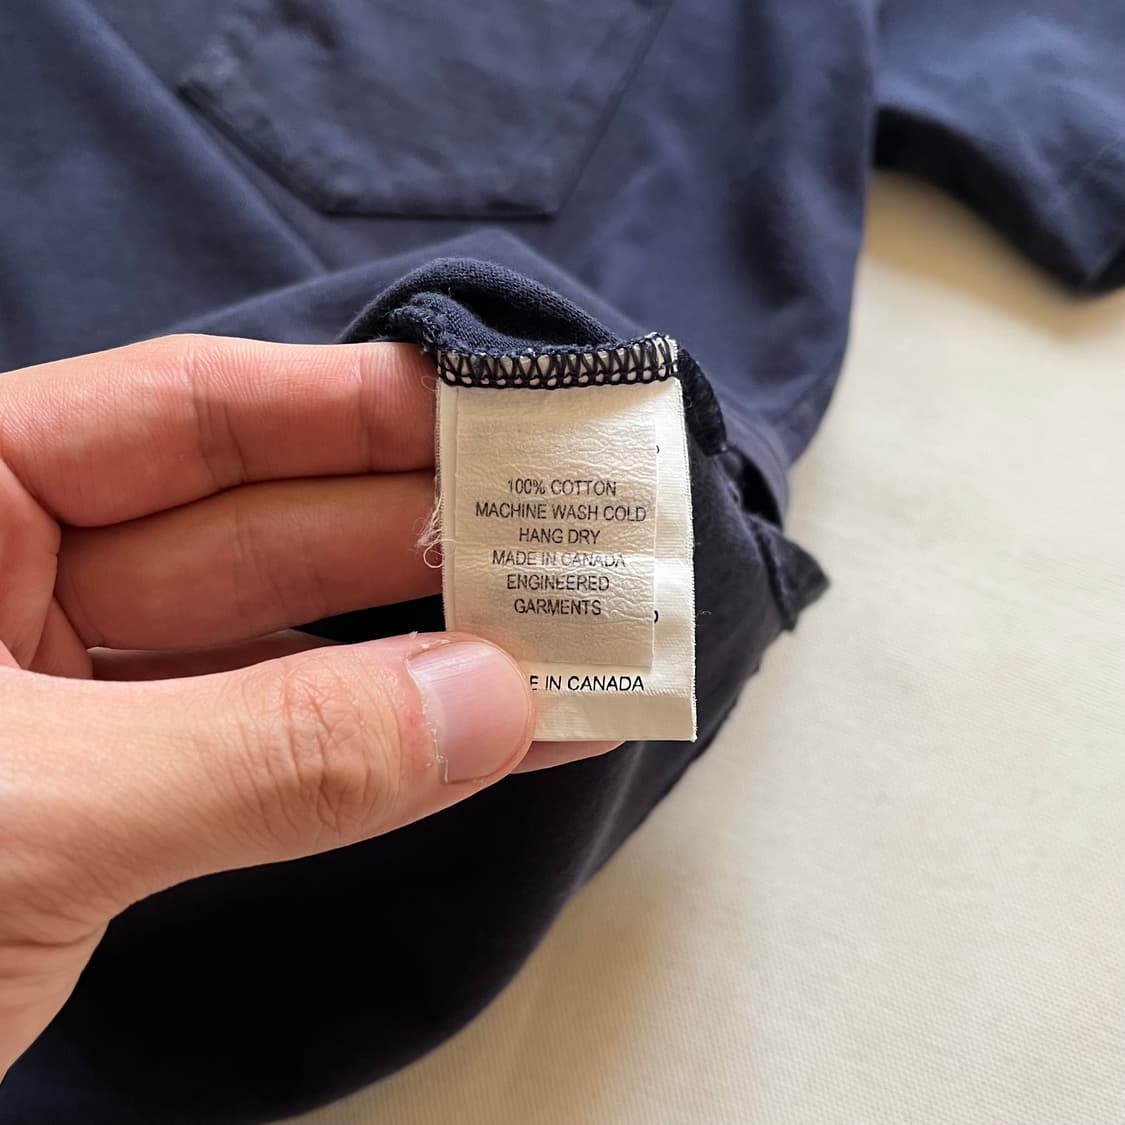 100% COTTON
MACHINE WASH COLD
HANG DRY
MADE IN CANADA
ENGINEERED
GARMENTS
E IN CANADA